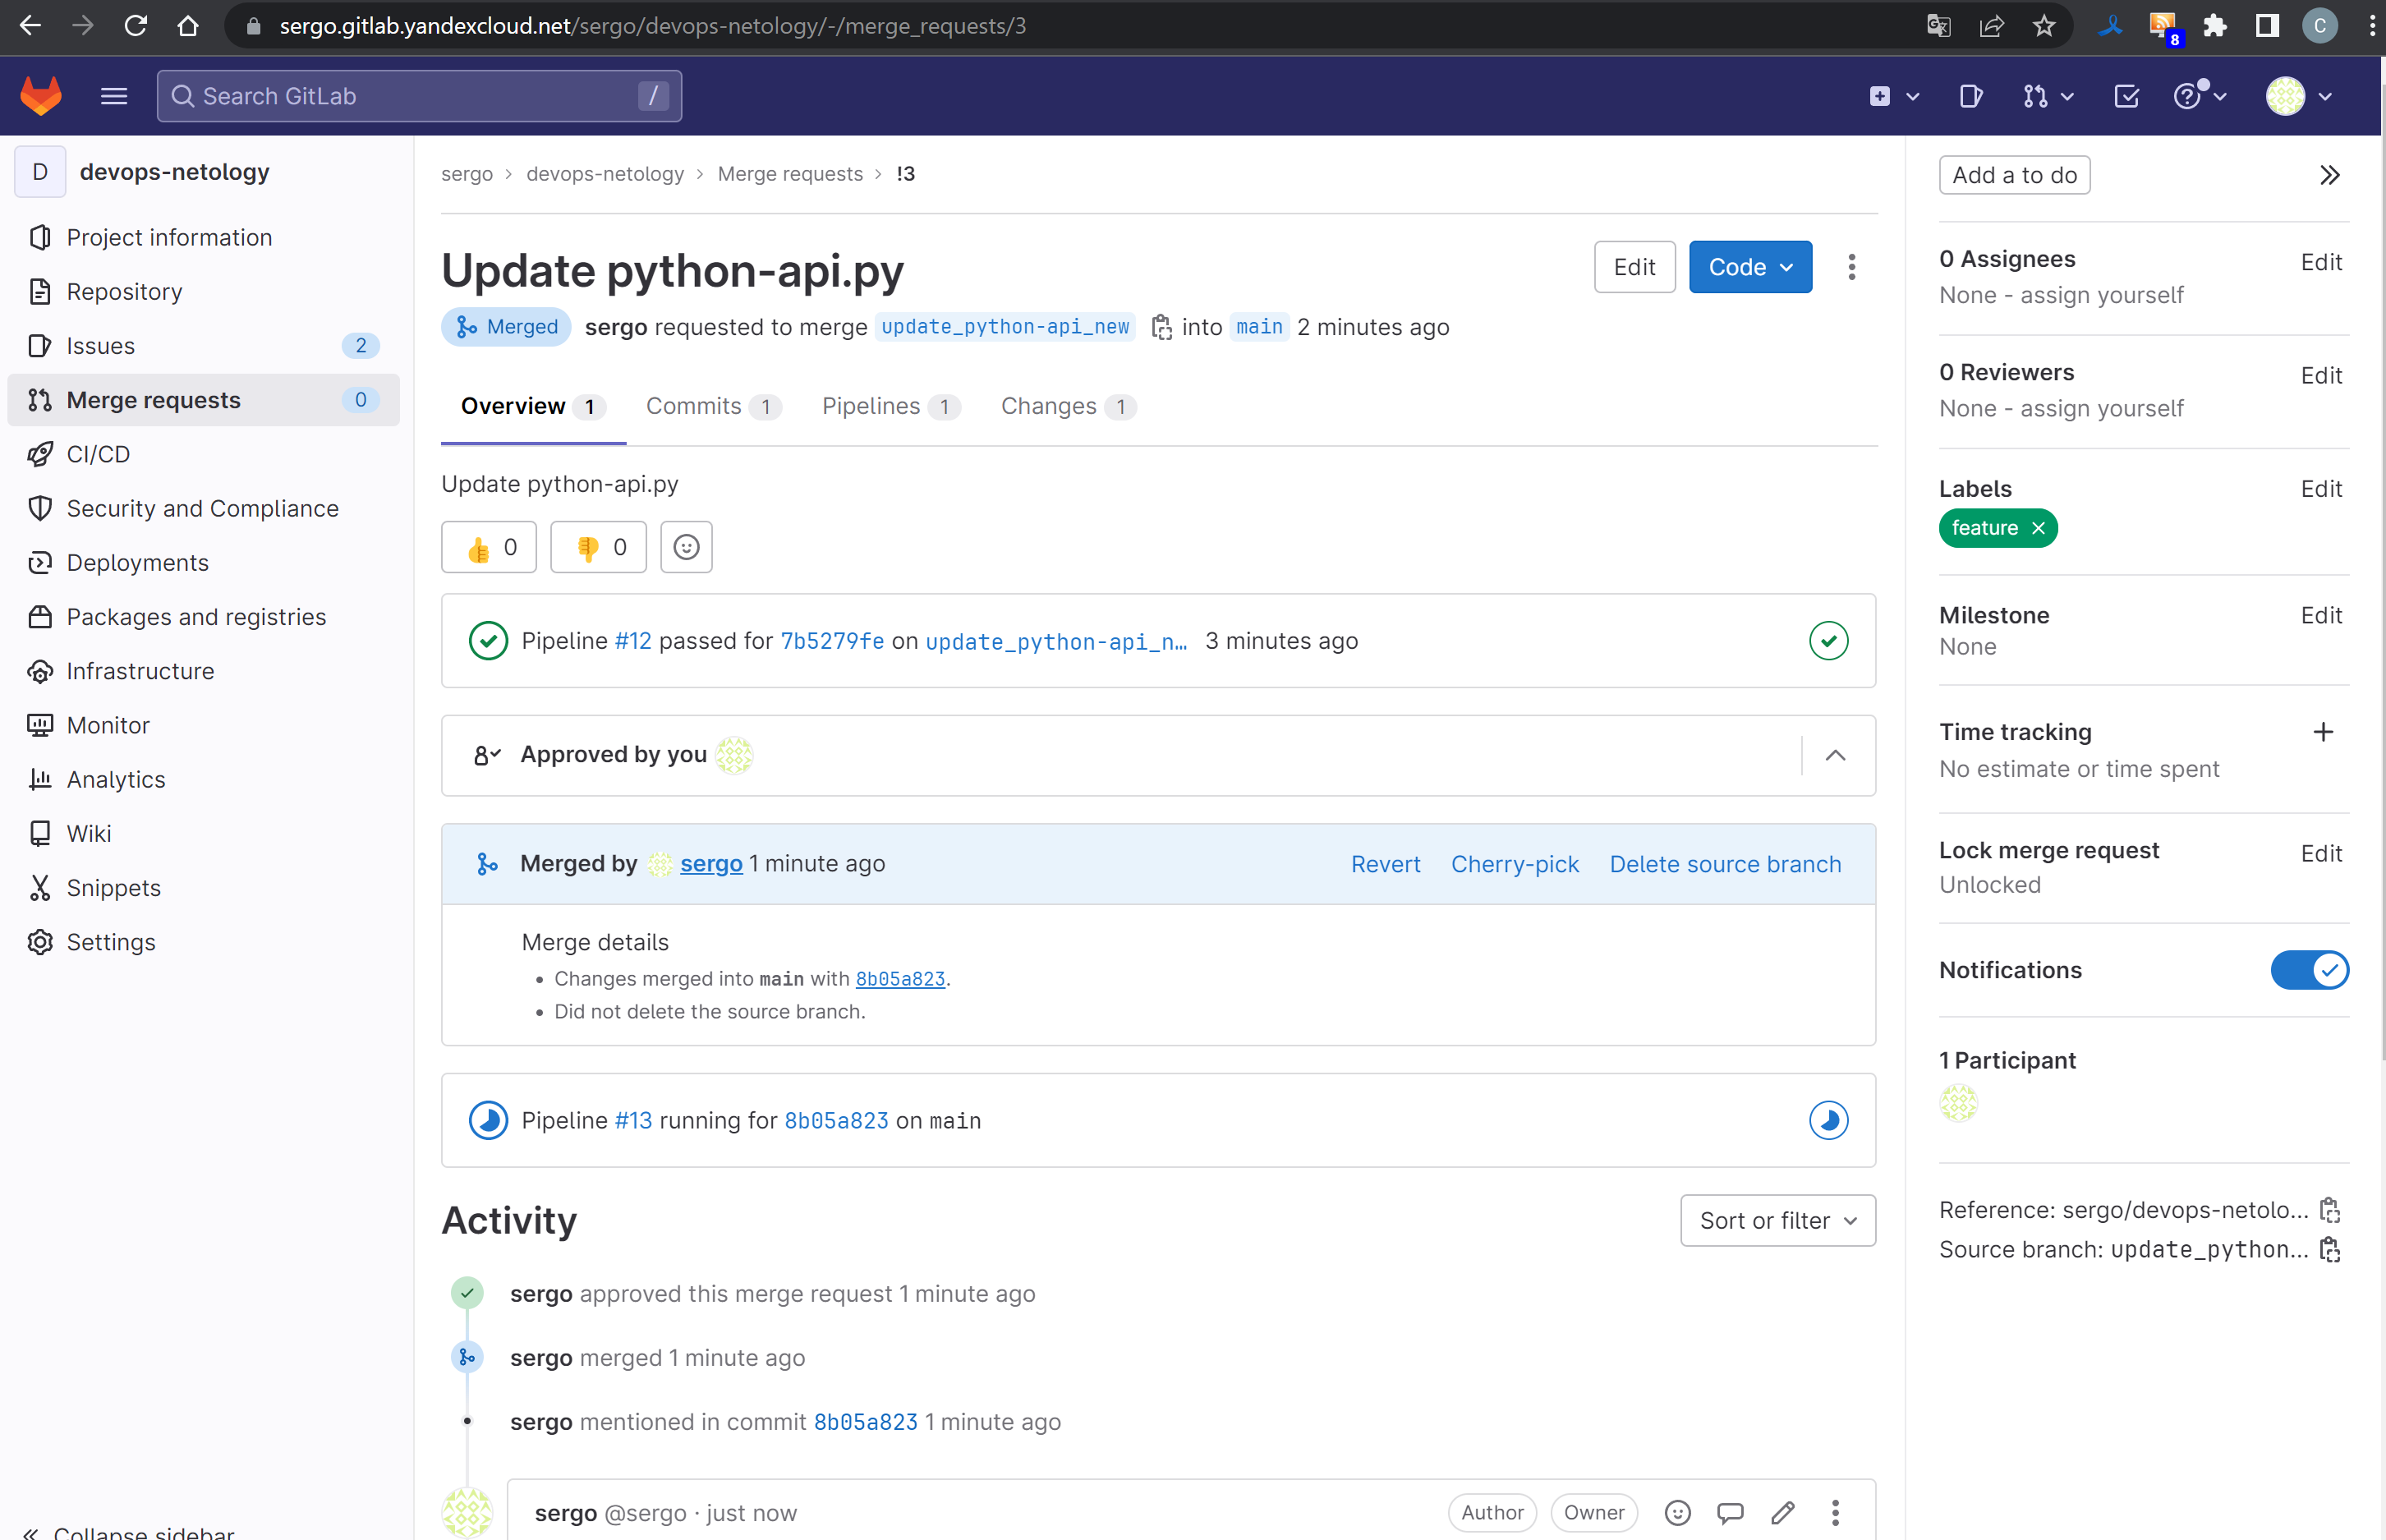 sergo.gitlab.yandexcloud.net/sergo/devops-netology/-/merge_requests/3
8
C
Search GitLab /
D devops-netology
Project information
Repository
Issues 2
Merge requests 0
CI/CD
Security and Compliance
Deployments
Packages and registries
Infrastructure
Monitor
Analytics
Wiki
Snippets
Settings
Collapse sidebar
sergo > devops-netology > Merge requests > !3
Update python-api.py
Edit
Code
Merged sergo requested to merge update_python-api_new into main 2 minutes ago
Overview 1 Commits 1 Pipelines 1 Changes 1
Update python-api.py
👍 0 👎 0
Pipeline #12 passed for 7b5279fe on update_python-api_n... 3 minutes ago
Approved by you
Merged by sergo 1 minute ago Revert Cherry-pick Delete source branch
Merge details
• Changes merged into main with 8b05a823.
• Did not delete the source branch.
Pipeline #13 running for 8b05a823 on main
Activity
Sort or filter
sergo approved this merge request 1 minute ago
sergo merged 1 minute ago
sergo mentioned in commit 8b05a823 1 minute ago
sergo @sergo · just now Author Owner
Add a to do
0 Assignees Edit
None - assign yourself
0 Reviewers Edit
None - assign yourself
Labels Edit
feature ×
Milestone Edit
None
Time tracking +
No estimate or time spent
Lock merge request Edit
Unlocked
Notifications
1 Participant
Reference: sergo/devops-netolo...
Source branch: update_python...